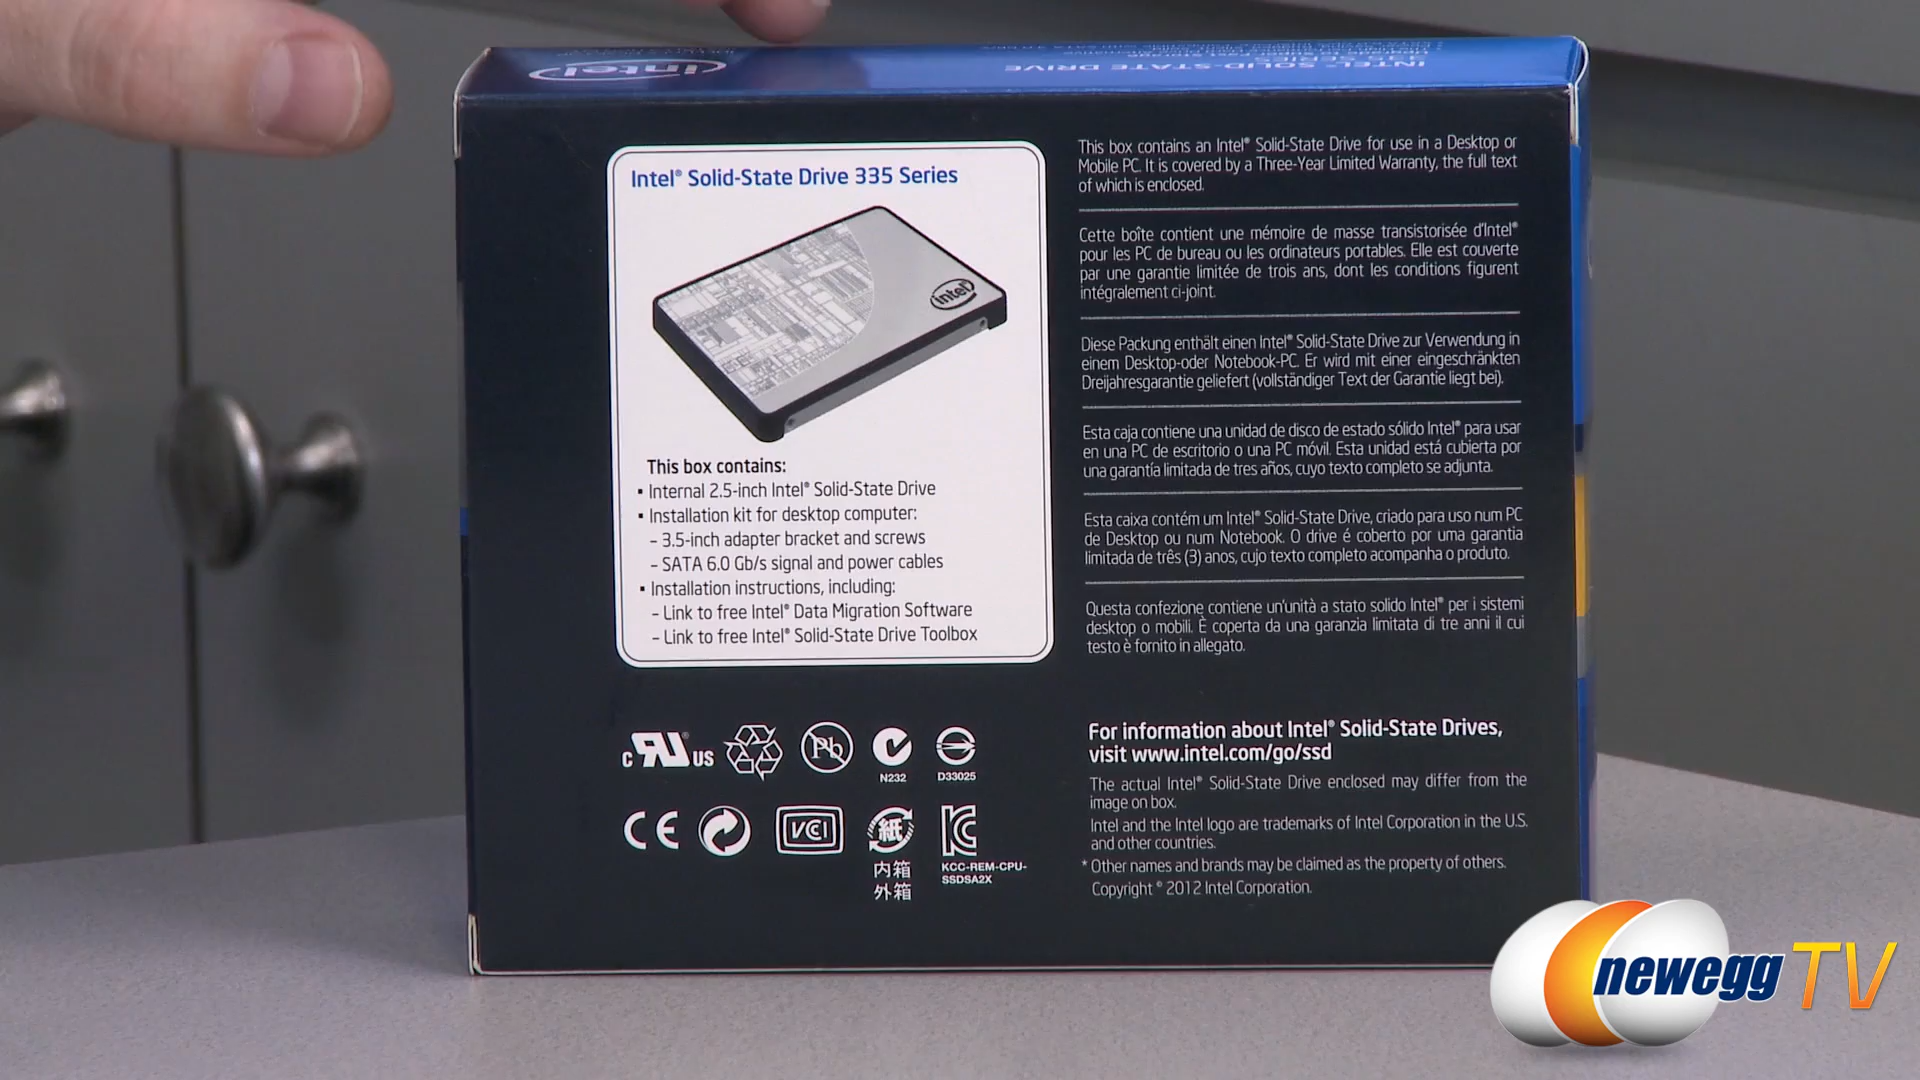 intel
INTEL® SOLID-STATE DRIVE
335 SERIES
Intel® Solid-State Drive 335 Series
intel
This box contains:
▪ Internal 2.5-inch Intel® Solid-State Drive
▪ Installation kit for desktop computer:
– 3.5-inch adapter bracket and screws
– SATA 6.0 Gb/s signal and power cables
▪ Installation instructions, including:
– Link to free Intel® Data Migration Software
– Link to free Intel® Solid-State Drive Toolbox
This box contains an Intel® Solid-State Drive for use in a Desktop or
Mobile PC. It is covered by a Three-Year Limited Warranty, the full text
of which is enclosed.
Cette boîte contient une mémoire de masse transistorisée d'Intel®
pour les PC de bureau ou les ordinateurs portables. Elle est couverte
par une garantie limitée de trois ans, dont les conditions figurent
intégralement ci-joint.
Diese Packung enthält einen Intel® Solid-State Drive zur Verwendung in
einem Desktop-oder Notebook-PC. Er wird mit einer eingeschränkten
Dreijahresgarantie geliefert (vollständiger Text der Garantie liegt bei).
Esta caja contiene una unidad de disco de estado sólido Intel® para usar
en una PC de escritorio o una PC móvil. Esta unidad está cubierta por
una garantía limitada de tres años, cuyo texto completo se adjunta.
Esta caixa contém um Intel® Solid-State Drive, criado para uso num PC
de Desktop ou num Notebook. O drive é coberto por uma garantia
limitada de três (3) anos, cujo texto completo acompanha o produto.
Questa confezione contiene un'unità a stato solido Intel® per i sistemi
desktop o mobili. È coperta da una garanzia limitata di tre anni il cui
testo è fornito in allegato.
c RU® US
Pb
N232
D33025
CE
VCI
紙
内箱
外箱
KCC-REM-CPU-
SSDSA2X
For information about Intel® Solid-State Drives,
visit www.intel.com/go/ssd
The actual Intel® Solid-State Drive enclosed may differ from the
image on box.
Intel and the Intel logo are trademarks of Intel Corporation in the U.S.
and other countries.
* Other names and brands may be claimed as the property of others.
Copyright © 2012 Intel Corporation.
newegg TV